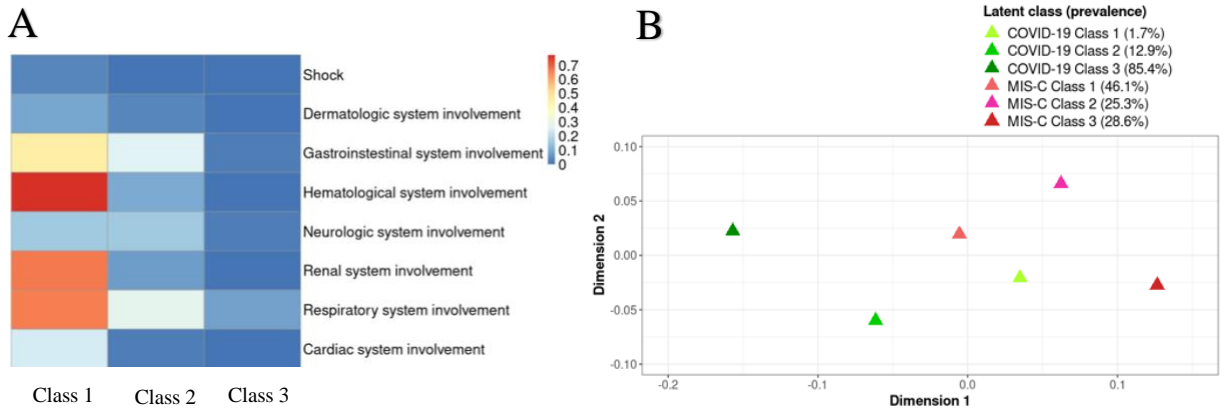 A
Shock
Dermatologic system involvement
Gastroinstestinal system involvement
Hematological system involvement
Neurologic system involvement
Renal system involvement
Respiratory system involvement
Cardiac system involvement
0.7
0.6
0.5
0.4
0.3
0.2
0.1
0
Class 1
Class 2
Class 3
B
Latent class (prevalence)
COVID-19 Class 1 (1.7%)
COVID-19 Class 2 (12.9%)
COVID-19 Class 3 (85.4%)
MIS-C Class 1 (46.1%)
MIS-C Class 2 (25.3%)
MIS-C Class 3 (28.6%)
0.10
0.05
0.00
-0.05
-0.10
Dimension 2
-0.2
-0.1
0.0
0.1
Dimension 1